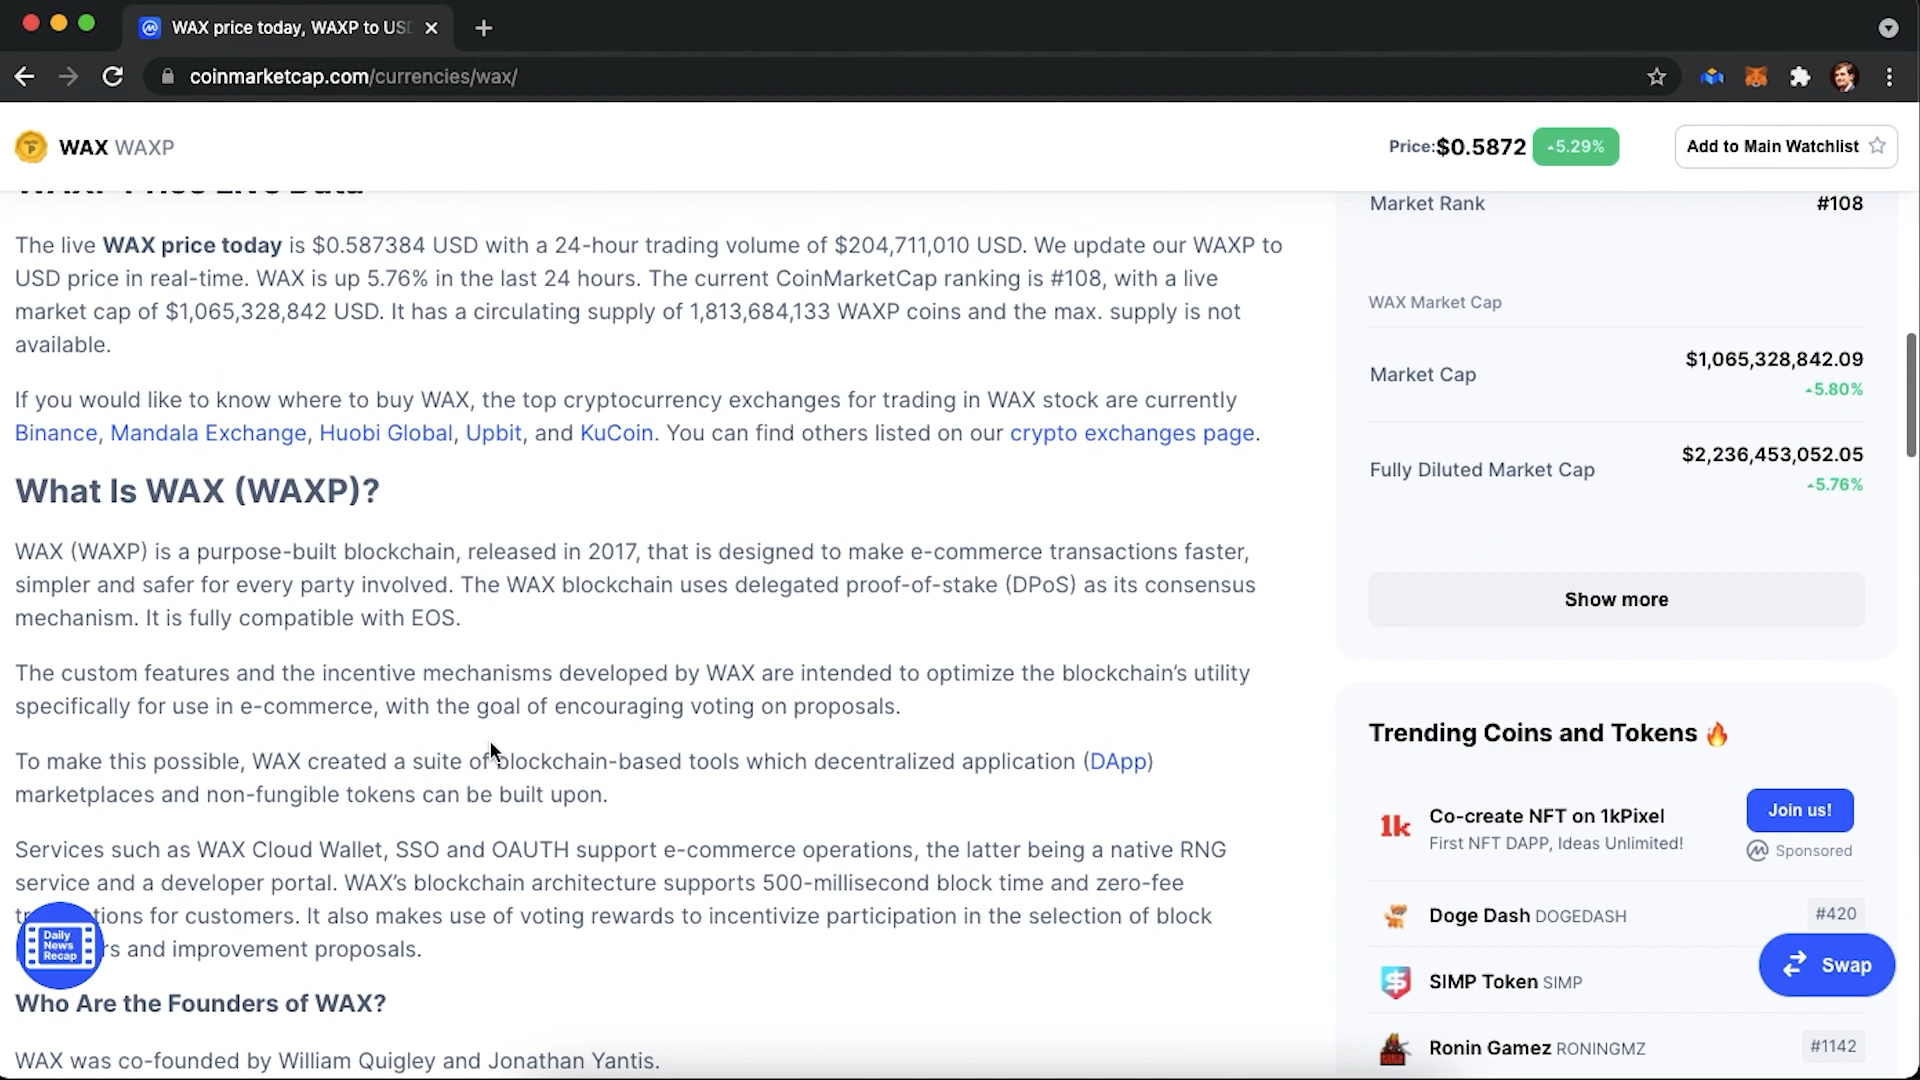 WAX price today, WAXP to USD
coinmarketcap.com/currencies/wax/
WAX WAXP
Price:$0.5872 5.29%
Add to Main Watchlist
WAXP Price Live Data
The live WAX price today is $0.587384 USD with a 24-hour trading volume of $204,711,010 USD. We update our WAXP to
USD price in real-time. WAX is up 5.76% in the last 24 hours. The current CoinMarketCap ranking is #108, with a live
market cap of $1,065,328,842 USD. It has a circulating supply of 1,813,684,133 WAXP coins and the max. supply is not
available.
If you would like to know where to buy WAX, the top cryptocurrency exchanges for trading in WAX stock are currently
Binance, Mandala Exchange, Huobi Global, Upbit, and KuCoin. You can find others listed on our crypto exchanges page.
What Is WAX (WAXP)?
WAX (WAXP) is a purpose-built blockchain, released in 2017, that is designed to make e-commerce transactions faster,
simpler and safer for every party involved. The WAX blockchain uses delegated proof-of-stake (DPoS) as its consensus
mechanism. It is fully compatible with EOS.
The custom features and the incentive mechanisms developed by WAX are intended to optimize the blockchain's utility
specifically for use in e-commerce, with the goal of encouraging voting on proposals.
To make this possible, WAX created a suite of blockchain-based tools which decentralized application (DApp)
marketplaces and non-fungible tokens can be built upon.
Services such as WAX Cloud Wallet, SSO and OAUTH support e-commerce operations, the latter being a native RNG
service and a developer portal. WAX's blockchain architecture supports 500-millisecond block time and zero-fee
tions for customers. It also makes use of voting rewards to incentivize participation in the selection of block
rs and improvement proposals.
Daily
News
Recap
Who Are the Founders of WAX?
WAX was co-founded by William Quigley and Jonathan Yantis.
Market Rank #108
WAX Market Cap
Market Cap $1,065,328,842.09
5.80%
Fully Diluted Market Cap $2,236,453,052.05
5.76%
Show more
Trending Coins and Tokens
1k Co-create NFT on 1kPixel
First NFT DAPP, Ideas Unlimited!
Join us!
Sponsored
Doge Dash DOGEDASH #420
SIMP Token SIMP
Swap
Ronin Gamez RONINGMZ #1142